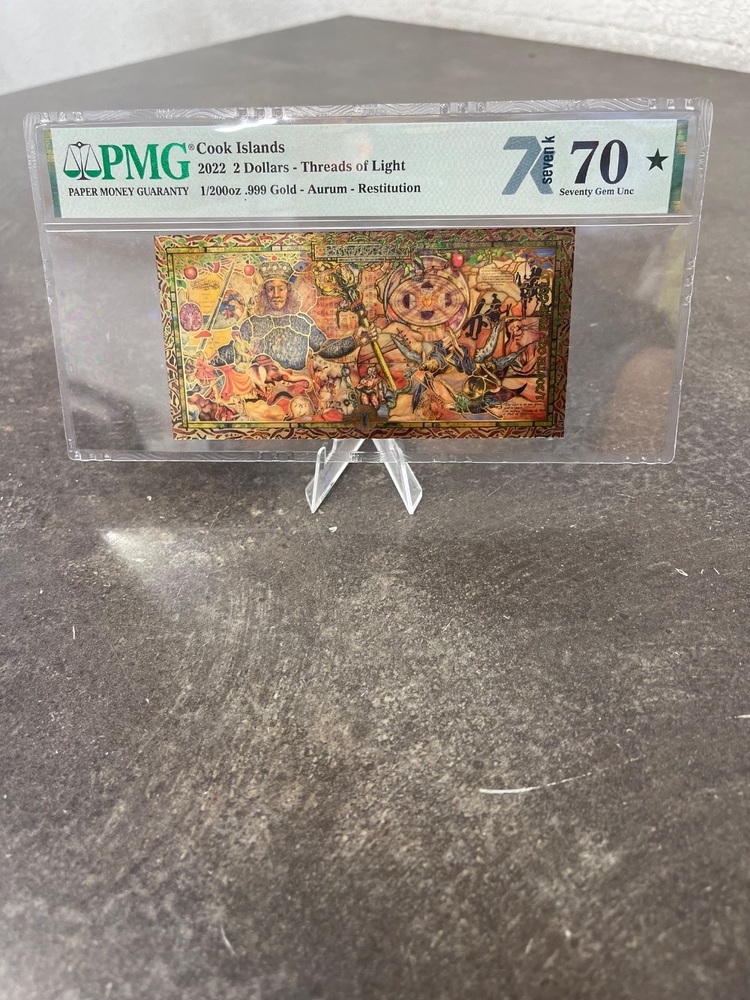 PMG®
PAPER MONEY GUARANTY
Cook Islands
2022 2 Dollars - Threads of Light
1/200oz .999 Gold - Aurum - Restitution
7K
seven k
70 ★
Seventy Gem Unc